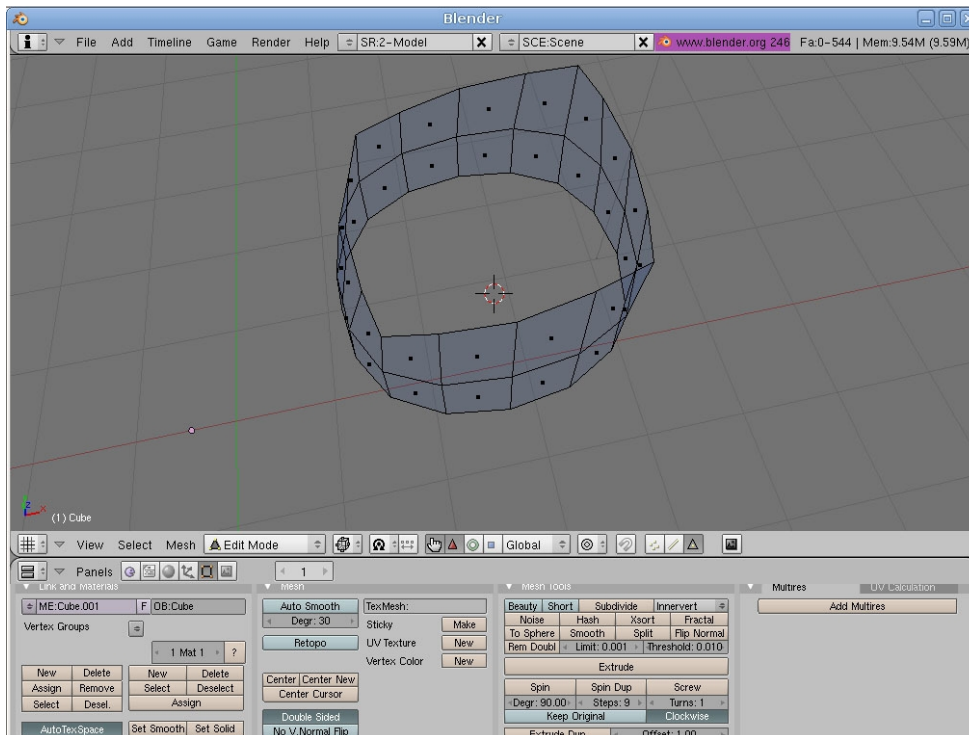 Blender
File Add Timeline Game Render Help SR:2-Model X SCE:Scene X www.blender.org 246 Fa:0-544 | Mem:9.54M (9.59M)
(1) Cube
View Select Mesh Edit Mode Global
Panels 1
Link and Materials Mesh Mesh Tools Multires UV Calculation
ME:Cube.001 F OB:Cube
Vertex Groups
1 Mat 1 ?
New Delete New Delete
Assign Remove Select Deselect
Select Desel. Assign
AutoTexSpace Set Smooth Set Solid
Auto Smooth TexMesh:
Degr: 30 Sticky Make
Retopo UV Texture New
Vertex Color New
Center Center New
Center Cursor
Double Sided
No V.Normal Flip
Beauty Short Subdivide Innervert
Noise Hash Xsort Fractal
To Sphere Smooth Split Flip Normal
Rem Doubl Limit: 0.001 Threshold: 0.010
Extrude
Spin Spin Dup Screw
Degr: 90.00 Steps: 9 Turns: 1
Keep Original Clockwise
Extrude Dup Offset: 1.00
Add Multires